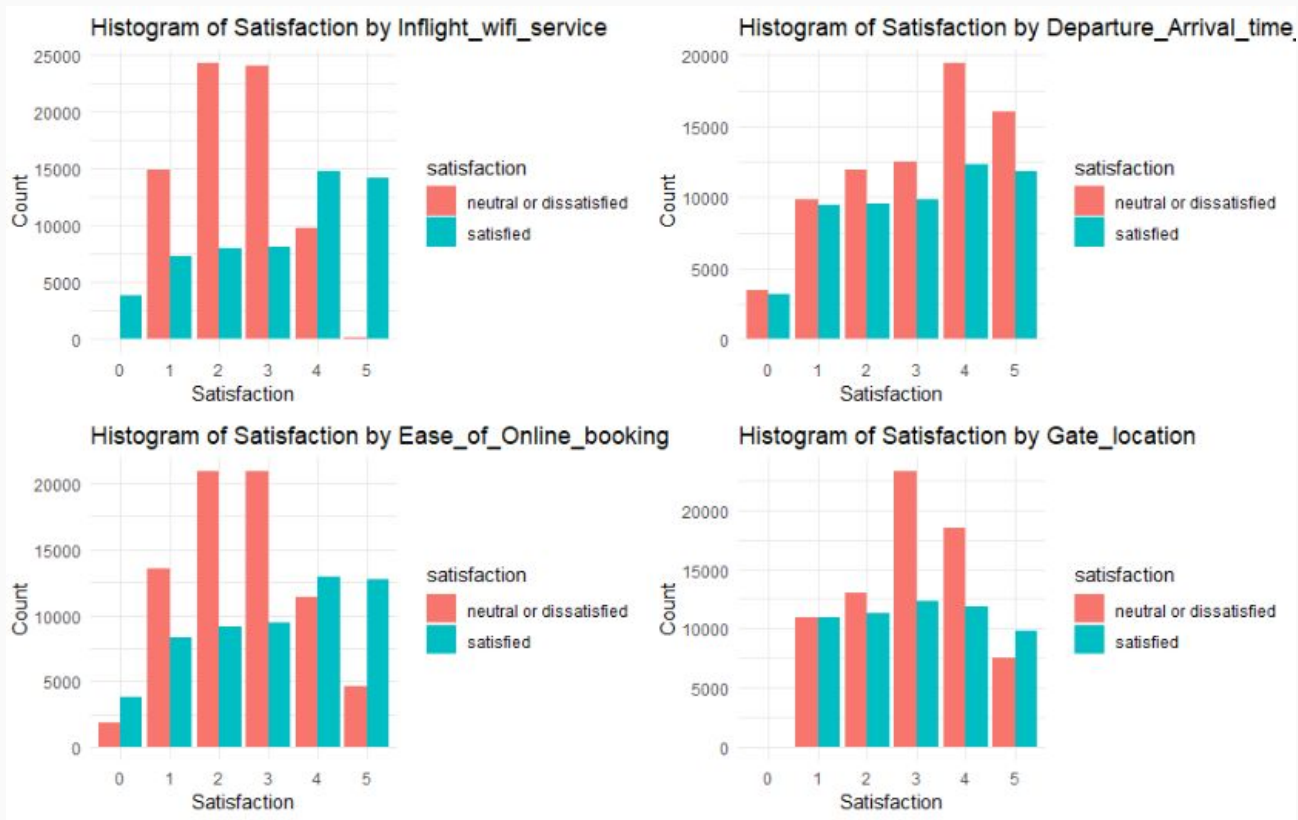 Histogram of Satisfaction by Inflight_wifi_service
25000
20000
15000
10000
5000
0
Count
0 1 2 3 4 5
Satisfaction
satisfaction
neutral or dissatisfied
satisfied
Histogram of Satisfaction by Departure_Arrival_time_
20000
15000
10000
5000
0
Count
0 1 2 3 4 5
Satisfaction
satisfaction
neutral or dissatisfied
satisfied
Histogram of Satisfaction by Ease_of_Online_booking
20000
15000
10000
5000
0
Count
0 1 2 3 4 5
Satisfaction
satisfaction
neutral or dissatisfied
satisfied
Histogram of Satisfaction by Gate_location
20000
15000
10000
5000
0
Count
0 1 2 3 4 5
Satisfaction
satisfaction
neutral or dissatisfied
satisfied